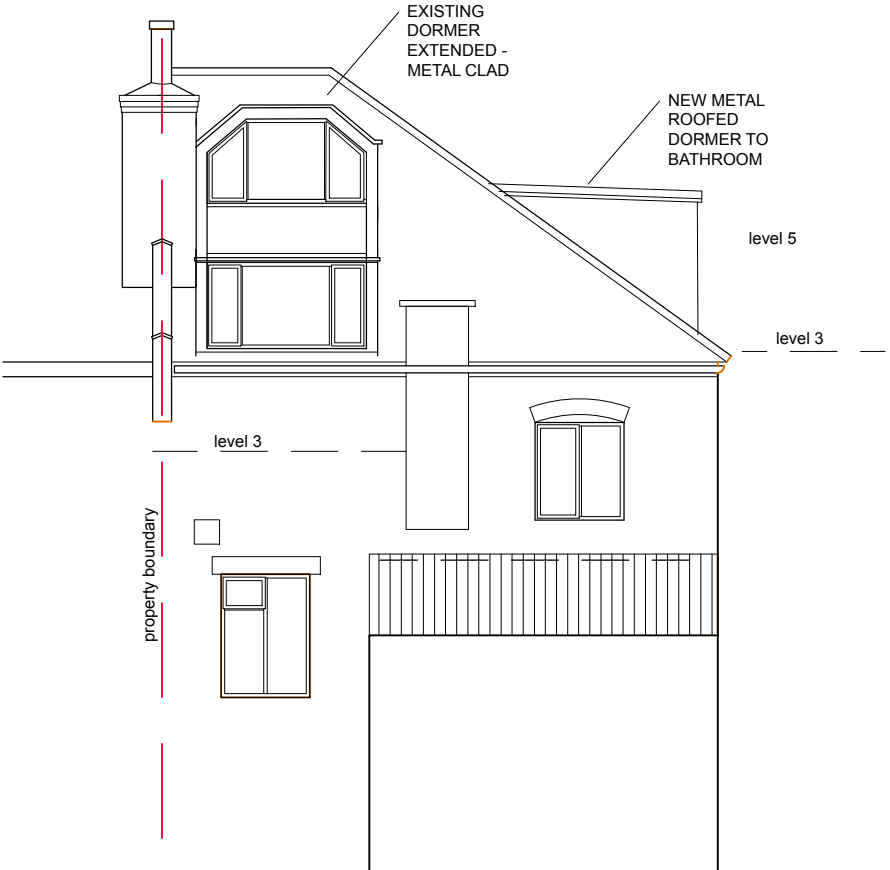 EXISTING
DORMER
EXTENDED -
METAL CLAD
NEW METAL
ROOFED
DORMER TO
BATHROOM
level 5
level 3
level 3
property boundary